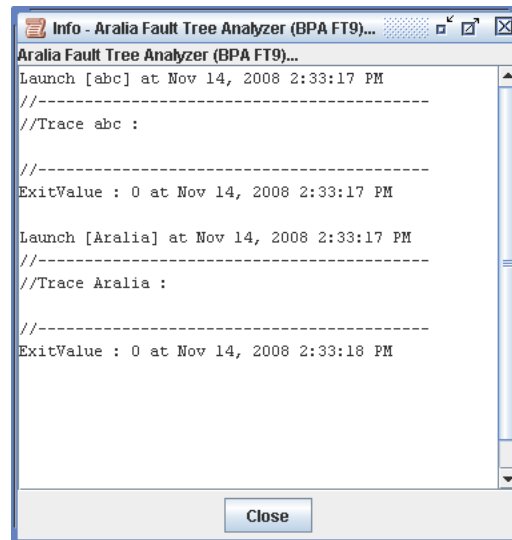 Info - Aralia Fault Tree Analyzer (BPA FT9)...
Aralia Fault Tree Analyzer (BPA FT9)...
Launch [abc] at Nov 14, 2008 2:33:17 PM
//-----------------------------------------
//Trace abc :
//-----------------------------------------
ExitValue : 0 at Nov 14, 2008 2:33:17 PM
Launch [Aralia] at Nov 14, 2008 2:33:17 PM
//-----------------------------------------
//Trace Aralia :
//-----------------------------------------
ExitValue : 0 at Nov 14, 2008 2:33:18 PM
Close